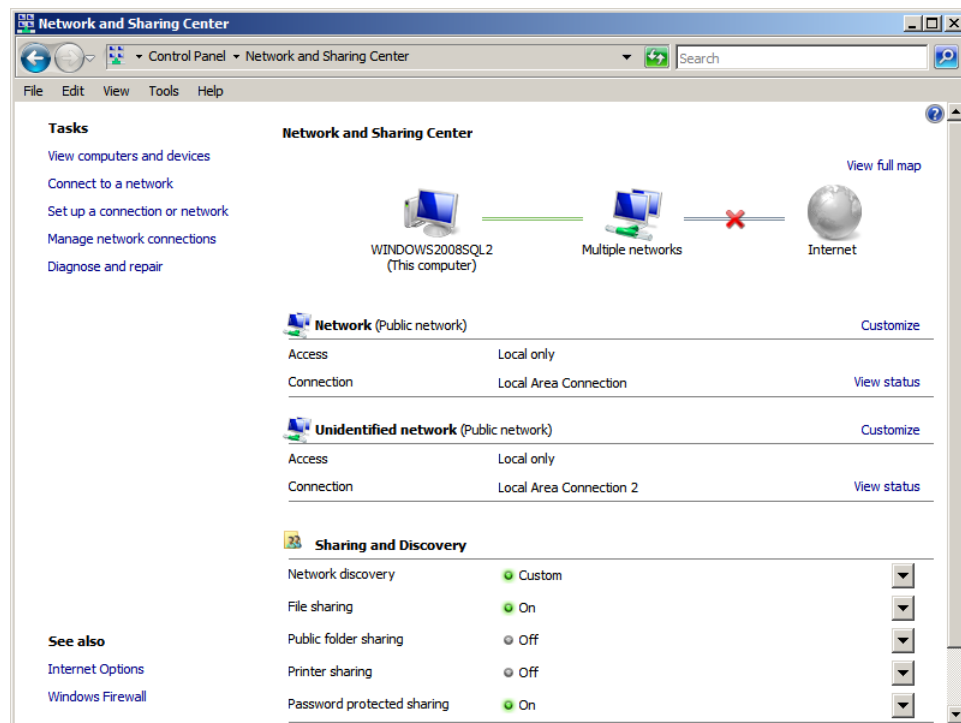 Network and Sharing Center
Control Panel Network and Sharing Center
Search
File Edit View Tools Help
Tasks
View computers and devices
Connect to a network
Set up a connection or network
Manage network connections
Diagnose and repair
See also
Internet Options
Windows Firewall
Network and Sharing Center
View full map
WINDOWS2008SQL2
(This computer)
Multiple networks
Internet
Network (Public network) Customize
Access Local only
Connection Local Area Connection View status
Unidentified network (Public network) Customize
Access Local only
Connection Local Area Connection 2 View status
Sharing and Discovery
Network discovery Custom
File sharing On
Public folder sharing Off
Printer sharing Off
Password protected sharing On